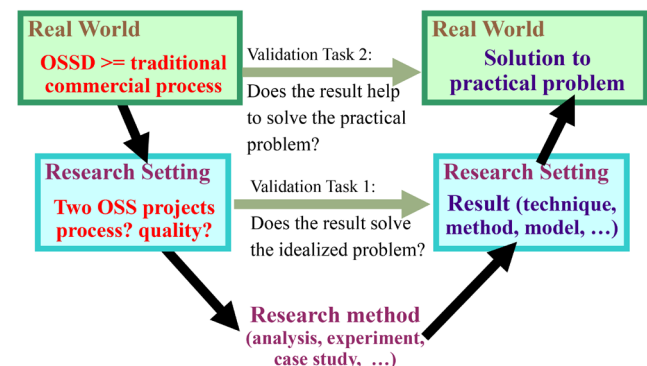 Real World
OSSD >= traditional
commercial process
Validation Task 2:
Does the result help
to solve the practical
problem?
Real World
Solution to
practical problem
Research Setting
Two OSS projects
process? quality?
Validation Task 1:
Does the result solve
the idealized problem?
Research Setting
Result (technique,
method, model, …)
Research method
(analysis, experiment,
case study, …)